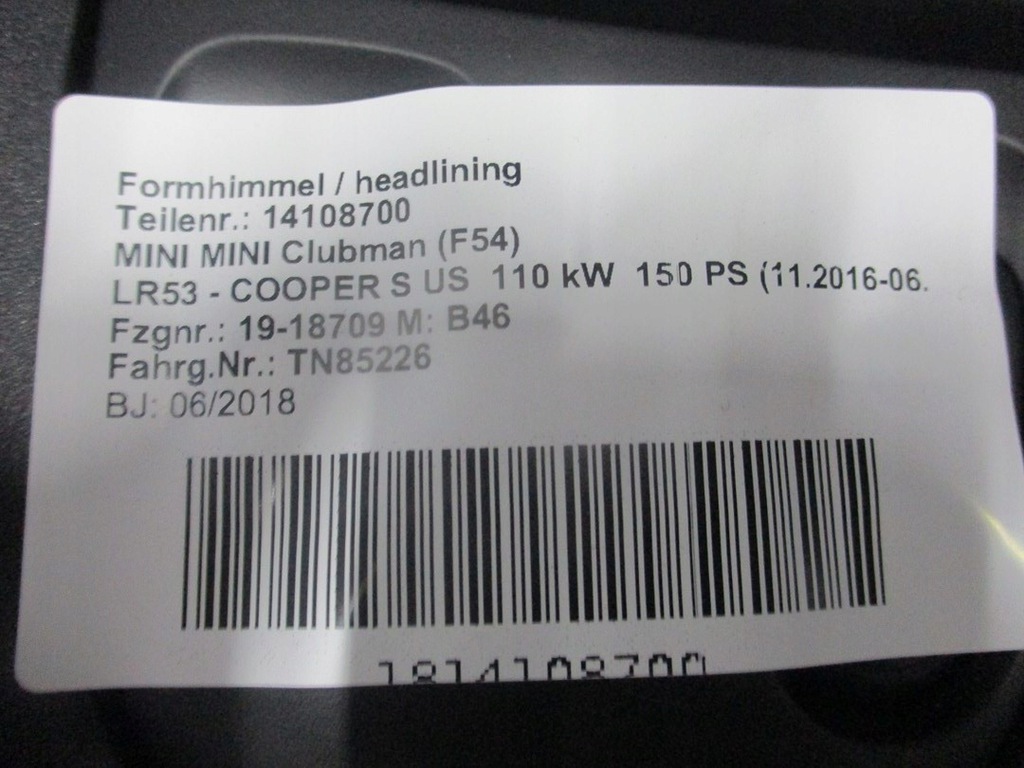 Formhimmel / headlining
Teilenr.: 14108700
MINI MINI Clubman (F54)
LR53 - COOPER S US 110 kW 150 PS (11.2016-06.
Fzgnr.: 19-18709 M: B46
Fahrg.Nr.: TN85226
BJ: 06/2018
1814108700